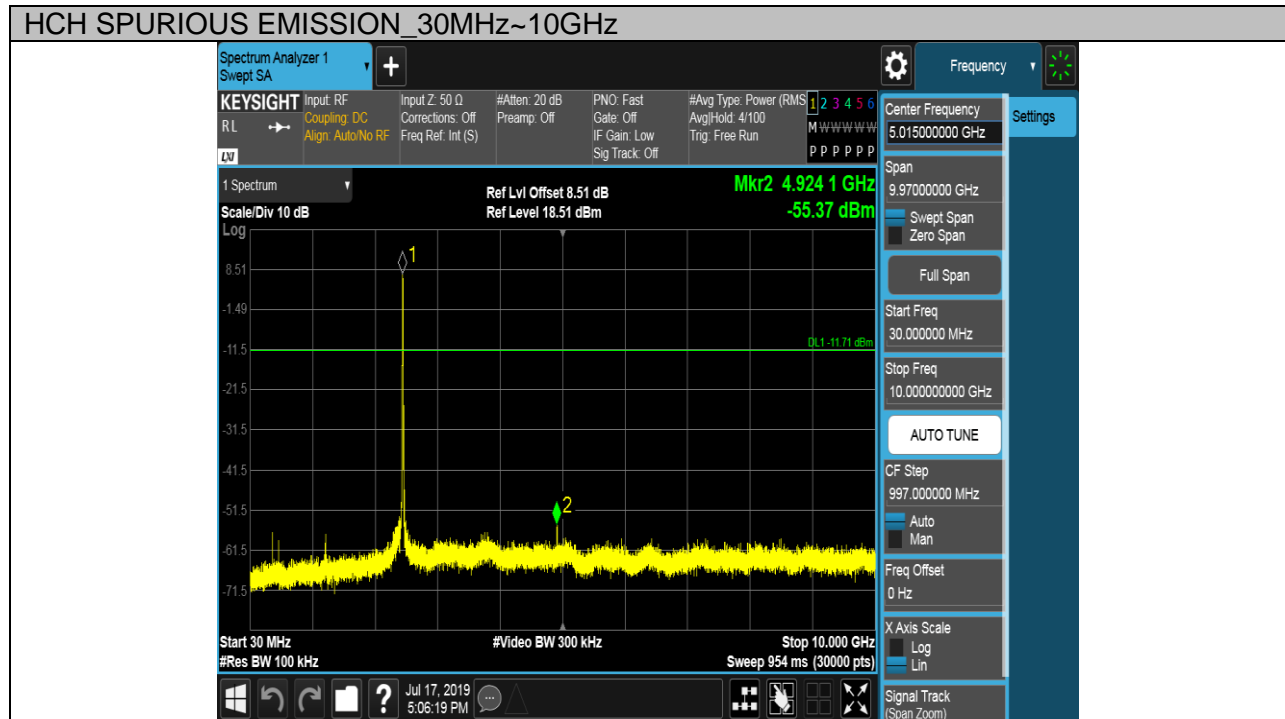 HCH SPURIOUS EMISSION_30MHz~10GHz
Spectrum Analyzer 1
Swept SA
+
Frequency
KEYSIGHT
R L
LXI
Input: RF
Coupling: DC
Align: Auto/No RF
Input Z: 50 Ω
Corrections: Off
Freq Ref: Int (S)
#Atten: 20 dB
Preamp: Off
PNO: Fast
Gate: Off
IF Gain: Low
Sig Track: Off
#Avg Type: Power (RMS
Avg|Hold: 4/100
Trig: Free Run
1 2 3 4 5 6
M W W W W W
P P P P P P
1 Spectrum
Scale/Div 10 dB
Log
Ref Lvl Offset 8.51 dB
Ref Level 18.51 dBm
Mkr2 4.924 1 GHz
-55.37 dBm
1
8.51
-1.49
DL1 -11.71 dBm
-11.5
-21.5
-31.5
-41.5
2
-51.5
-61.5
-71.5
Start 30 MHz
#Video BW 300 kHz
Stop 10.000 GHz
#Res BW 100 kHz
Sweep 954 ms (30000 pts)
?
Jul 17, 2019
5:06:19 PM
Center Frequency
5.015000000 GHz
Settings
Span
9.97000000 GHz
Swept Span
Zero Span
Full Span
Start Freq
30.000000 MHz
Stop Freq
10.000000000 GHz
AUTO TUNE
CF Step
997.000000 MHz
Auto
Man
Freq Offset
0 Hz
X Axis Scale
Log
Lin
Signal Track
(Span Zoom)